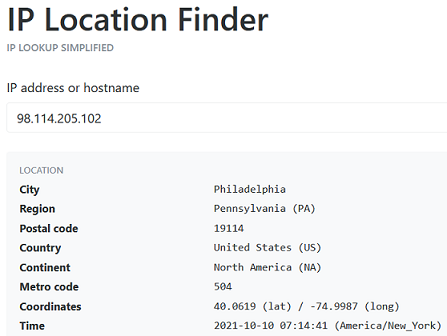 IP Location Finder
IP LOOKUP SIMPLIFIED
IP address or hostname
98.114.205.102
LOCATION
City Philadelphia
Region Pennsylvania (PA)
Postal code 19114
Country United States (US)
Continent North America (NA)
Metro code 504
Coordinates 40.0619 (lat) / -74.9987 (long)
Time 2021-10-10 07:14:41 (America/New_York)